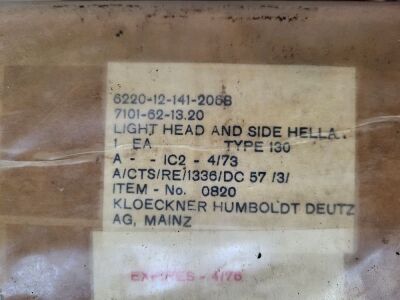 6220-12-141-2068
7101-62-13.20
LIGHT HEAD AND SIDE HELLA.
1 EA TYPE 130
A - - IC2 - 4/73
A/CTS/RE/1336/DC 57 /3/
ITEM - No. 0820
KLOECKNER HUMBOLDT DEUTZ
AG, MAINZ
EXPIRES - 4/76